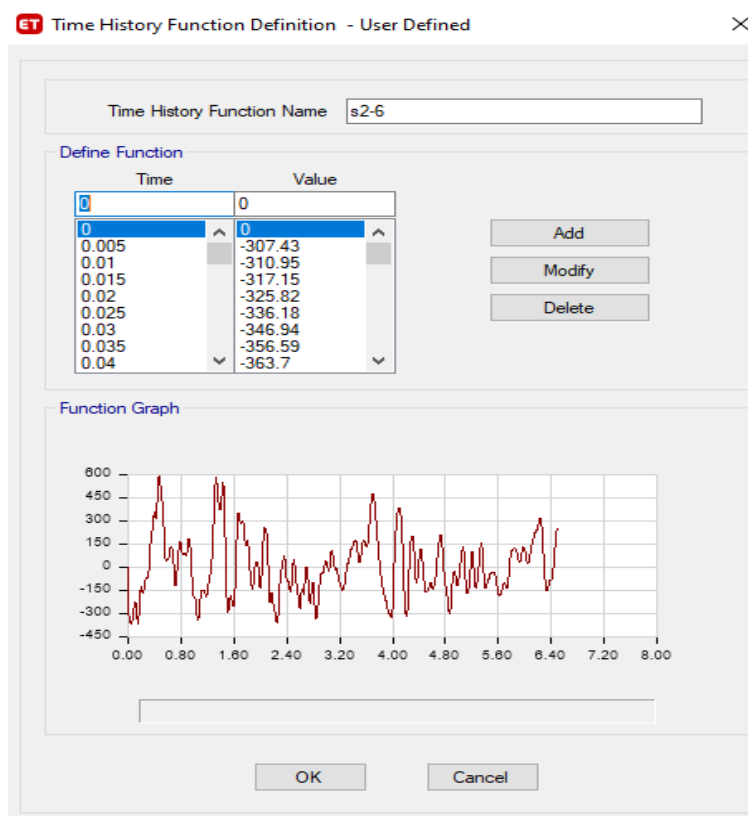 ET Time History Function Definition - User Defined
Time History Function Name s2-6
Define Function
Time Value
0 0
0 0
0.005 -307.43
0.01 -310.95
0.015 -317.15
0.02 -325.82
0.025 -336.18
0.03 -346.94
0.035 -356.59
0.04 -363.7
Add
Modify
Delete
Function Graph
600
450
300
150
0
-150
-300
-450
0.00 0.80 1.60 2.40 3.20 4.00 4.80 5.60 6.40 7.20 8.00
OK Cancel